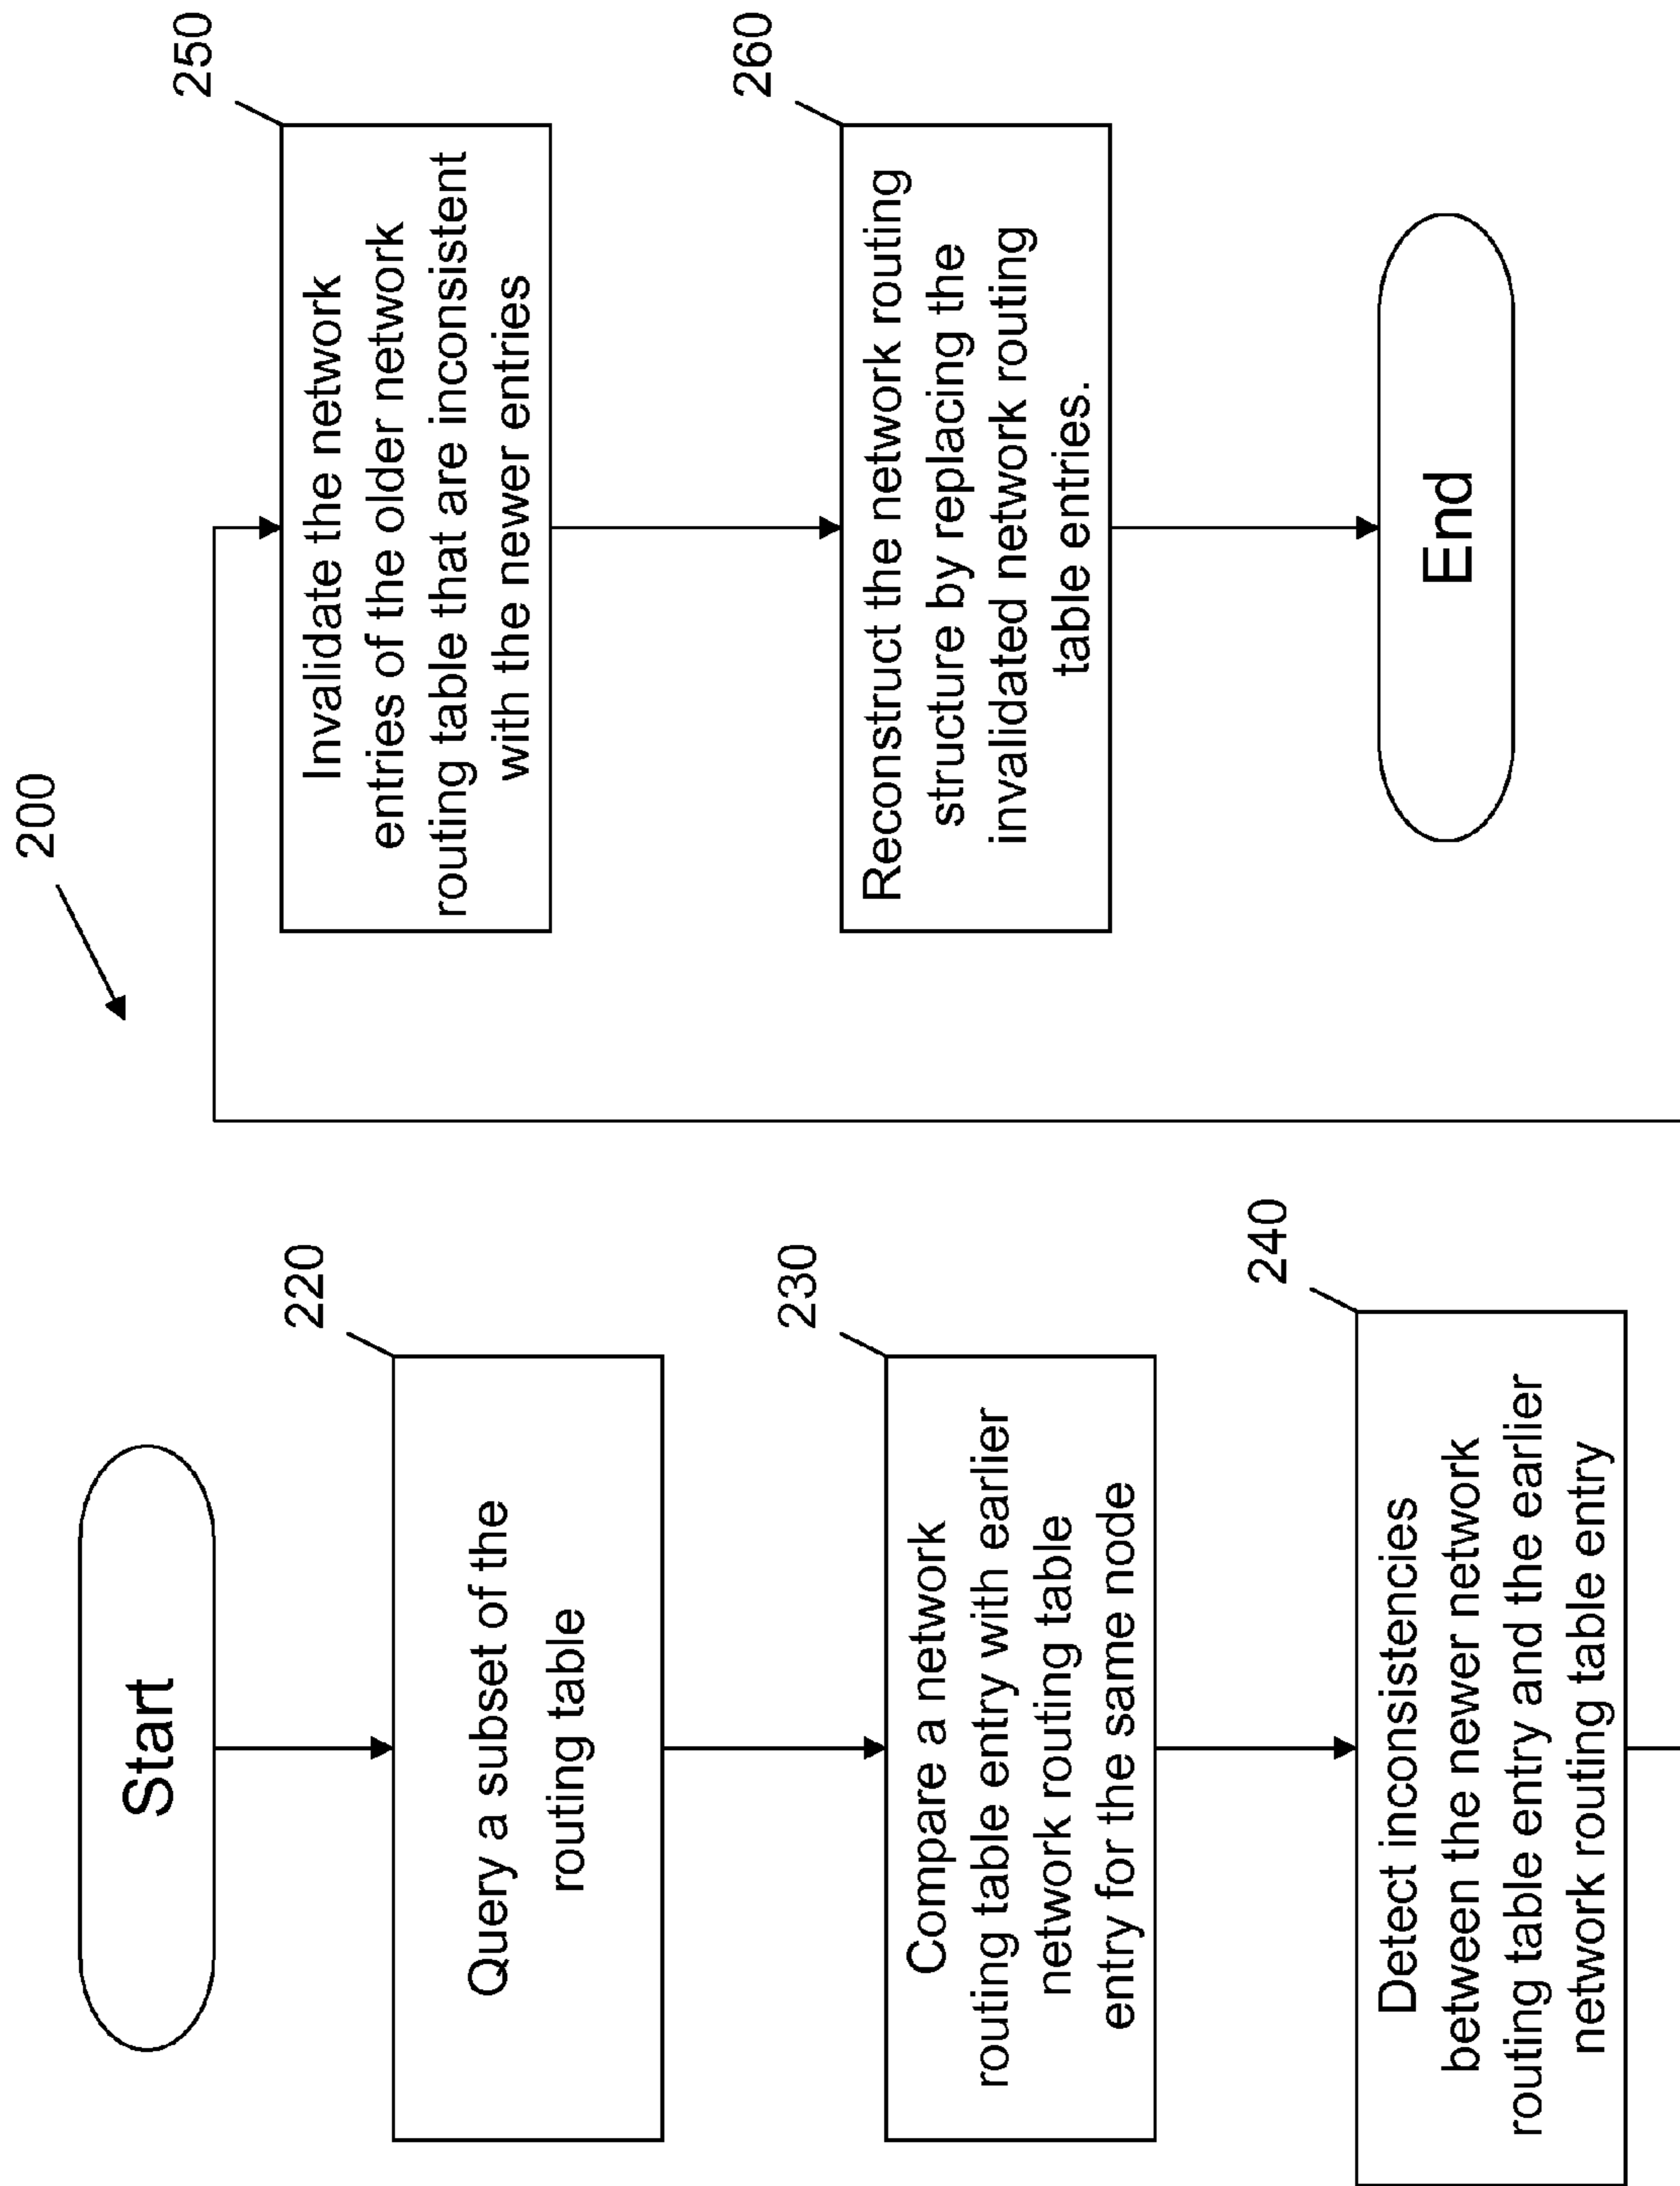 200
Start
220
Query a subset of the
routing table
230
Compare a network
routing table entry with earlier
network routing table
entry for the same node
240
Detect inconsistencies
between the newer network
routing table entry and the earlier
network routing table entry
250
Invalidate the network
entries of the older network
routing table that are inconsistent
with the newer entries
260
Reconstruct the network routing
structure by replacing the
invalidated network routing
table entries.
End